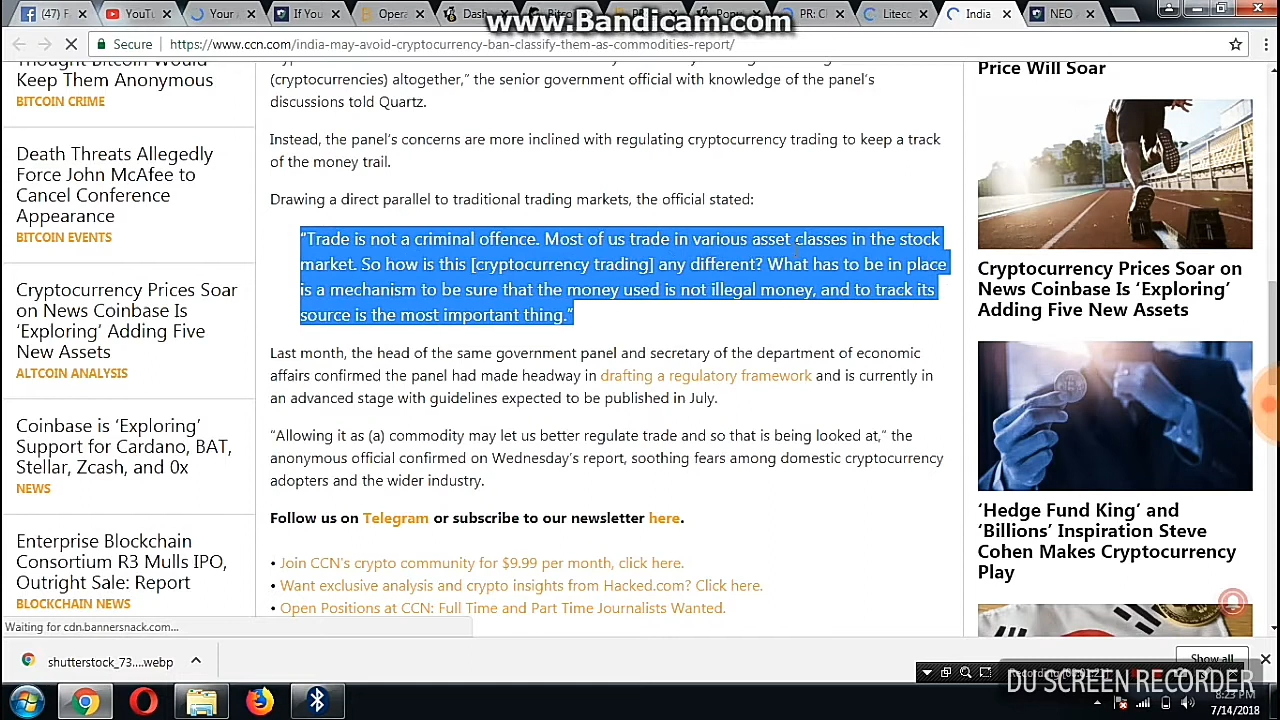 (47) F
YouTu
Your
If You
Opera
Dash
PR: C
Litecc
India
NEO
www.Bandicam.com
Secure
https://www.ccn.com/india-may-avoid-cryptocurrency-ban-classify-them-as-commodities-report/
Thought Bitcoin Would
Keep Them Anonymous
BITCOIN CRIME
Death Threats Allegedly
Force John McAfee to
Cancel Conference
Appearance
BITCOIN EVENTS
Cryptocurrency Prices Soar
on News Coinbase Is
‘Exploring’ Adding Five
New Assets
ALTCOIN ANALYSIS
Coinbase is ‘Exploring’
Support for Cardano, BAT,
Stellar, Zcash, and 0x
NEWS
Enterprise Blockchain
Consortium R3 Mulls IPO,
Outright Sale: Report
BLOCKCHAIN NEWS
(cryptocurrencies) altogether,” the senior government official with knowledge of the panel’s
discussions told Quartz.
Instead, the panel’s concerns are more inclined with regulating cryptocurrency trading to keep a track
of the money trail.
Drawing a direct parallel to traditional trading markets, the official stated:
“Trade is not a criminal offence. Most of us trade in various asset classes in the stock
market. So how is this [cryptocurrency trading] any different? What has to be in place
is a mechanism to be sure that the money used is not illegal money, and to track its
source is the most important thing.”
Last month, the head of the same government panel and secretary of the department of economic
affairs confirmed the panel had made headway in drafting a regulatory framework and is currently in
an advanced stage with guidelines expected to be published in July.
“Allowing it as (a) commodity may let us better regulate trade and so that is being looked at,” the
anonymous official confirmed on Wednesday’s report, soothing fears among domestic cryptocurrency
adopters and the wider industry.
Follow us on Telegram or subscribe to our newsletter here.
• Join CCN’s crypto community for $9.99 per month, click here.
• Want exclusive analysis and crypto insights from Hacked.com? Click here.
• Open Positions at CCN: Full Time and Part Time Journalists Wanted.
Price Will Soar
Cryptocurrency Prices Soar on
News Coinbase Is ‘Exploring’
Adding Five New Assets
‘Hedge Fund King’ and
‘Billions’ Inspiration Steve
Cohen Makes Cryptocurrency
Play
Waiting for cdn.bannersnack.com...
shutterstock_73....webp
Show all
DU SCREEN RECORDER
8:23 PM
7/14/2018